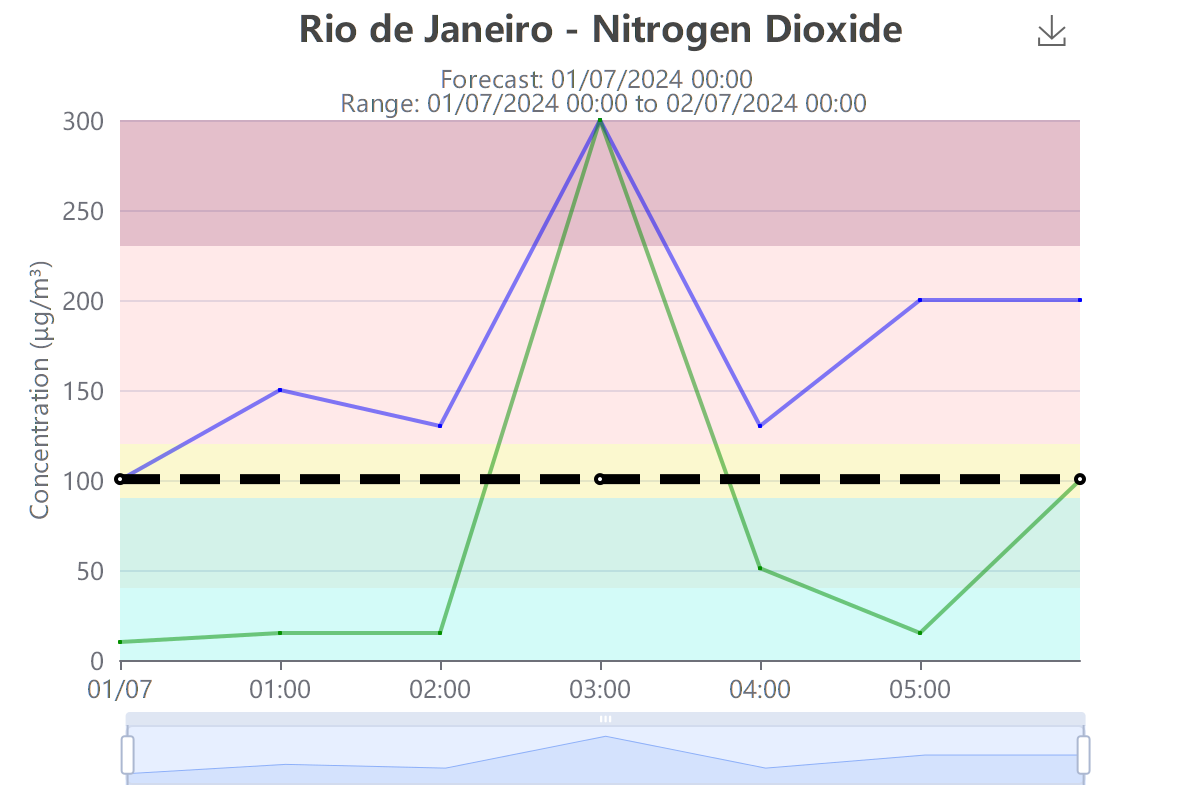 Rio de Janeiro - Nitrogen Dioxide
Forecast: 01/07/2024 00:00
Range: 01/07/2024 00:00 to 02/07/2024 00:00
Concentration (µg/m³)
300
250
200
150
100
50
0
01/07 01:00 02:00 03:00 04:00 05:00